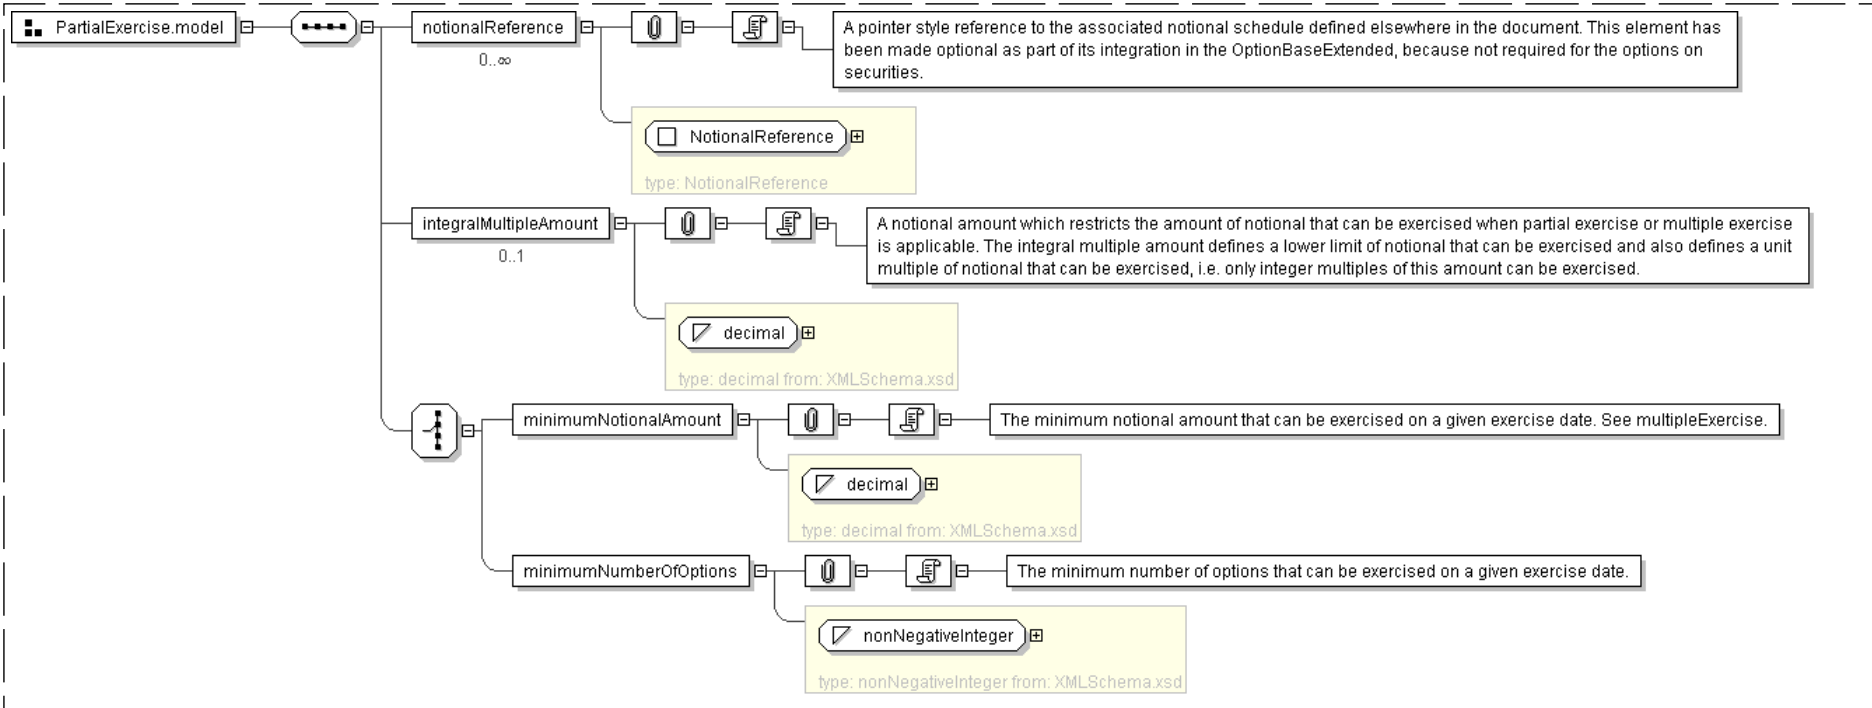 PartialExercise.model
notionalReference
0..∞
A pointer style reference to the associated notional schedule defined elsewhere in the document. This element has
been made optional as part of its integration in the OptionBaseExtended, because not required for the options on
securities.
NotionalReference
type: NotionalReference
integralMultipleAmount
0..1
A notional amount which restricts the amount of notional that can be exercised when partial exercise or multiple exercise
is applicable. The integral multiple amount defines a lower limit of notional that can be exercised and also defines a unit
multiple of notional that can be exercised, i.e. only integer multiples of this amount can be exercised.
decimal
type: decimal from: XMLSchema.xsd
minimumNotionalAmount
The minimum notional amount that can be exercised on a given exercise date. See multipleExercise.
decimal
type: decimal from: XMLSchema.xsd
minimumNumberOfOptions
The minimum number of options that can be exercised on a given exercise date.
nonNegativeInteger
type: nonNegativeInteger from: XMLSchema.xsd